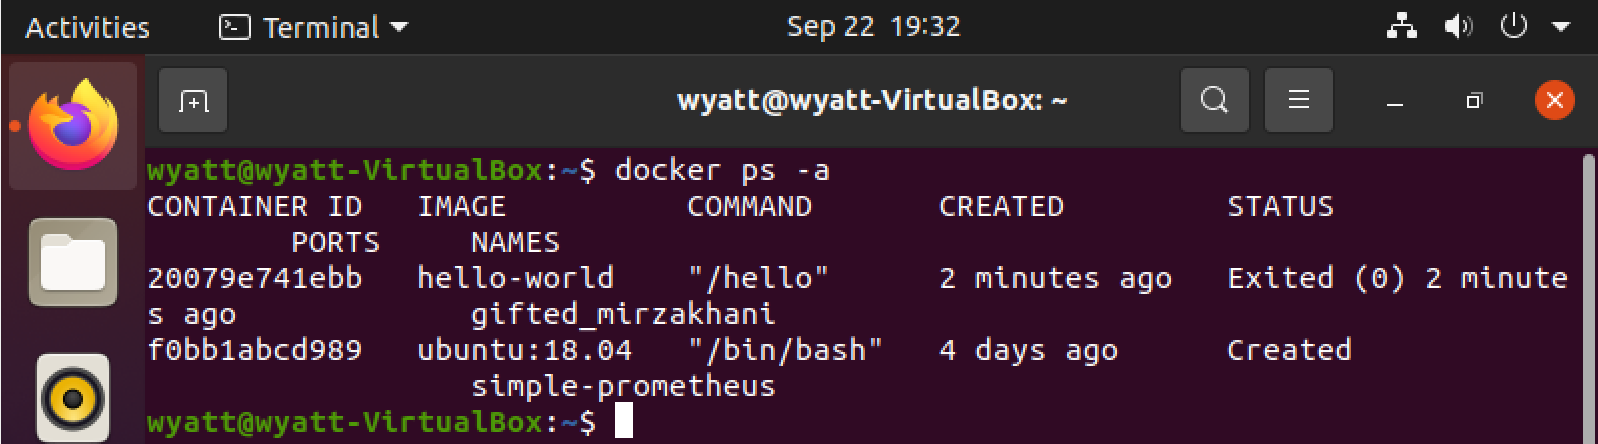 Activities Terminal Sep 22 19:32
wyatt@wyatt-VirtualBox: ~
wyatt@wyatt-VirtualBox:~$ docker ps -a
CONTAINER ID   IMAGE          COMMAND       CREATED         STATUS
        PORTS     NAMES
20079e741ebb   hello-world    "/hello"      2 minutes ago   Exited (0) 2 minute
s ago             gifted_mirzakhani
f0bb1abcd989   ubuntu:18.04   "/bin/bash"   4 days ago      Created
                  simple-prometheus
wyatt@wyatt-VirtualBox:~$